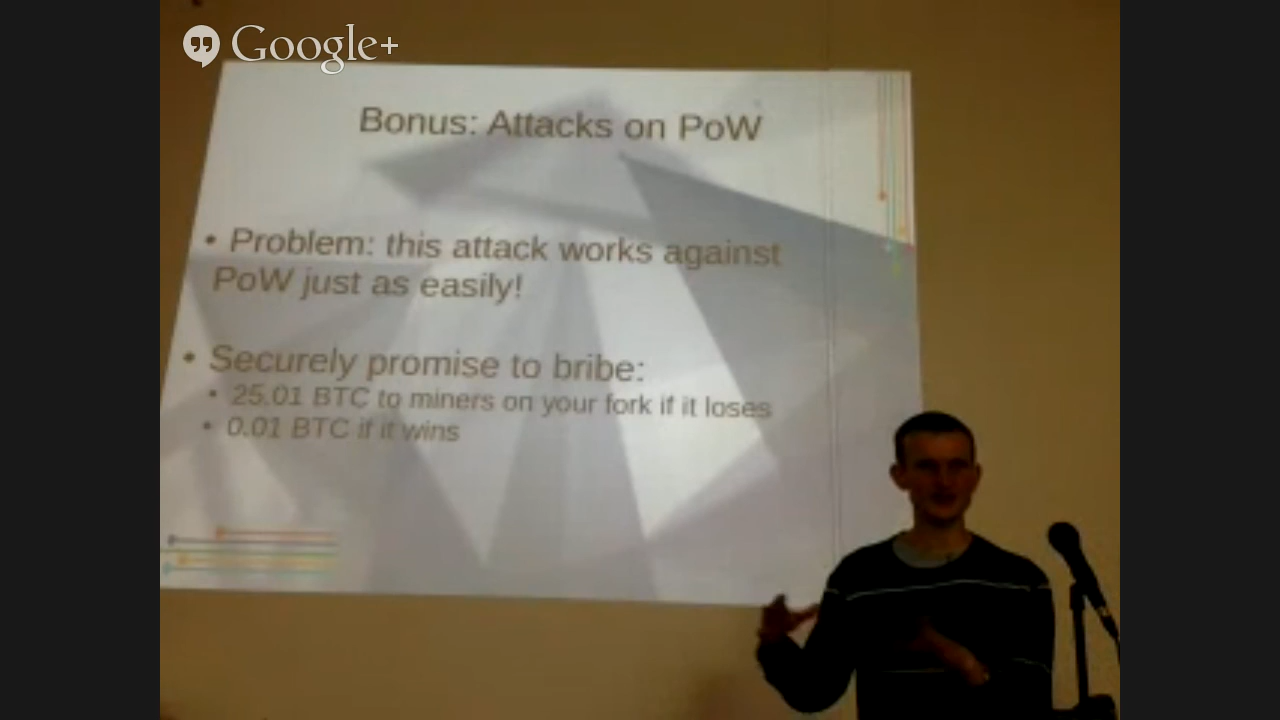 Google+
Bonus: Attacks on PoW
• Problem: this attack works against
PoW just as easily!
• Securely promise to bribe:
• 25.01 BTC to miners on your fork if it loses
• 0.01 BTC if it wins